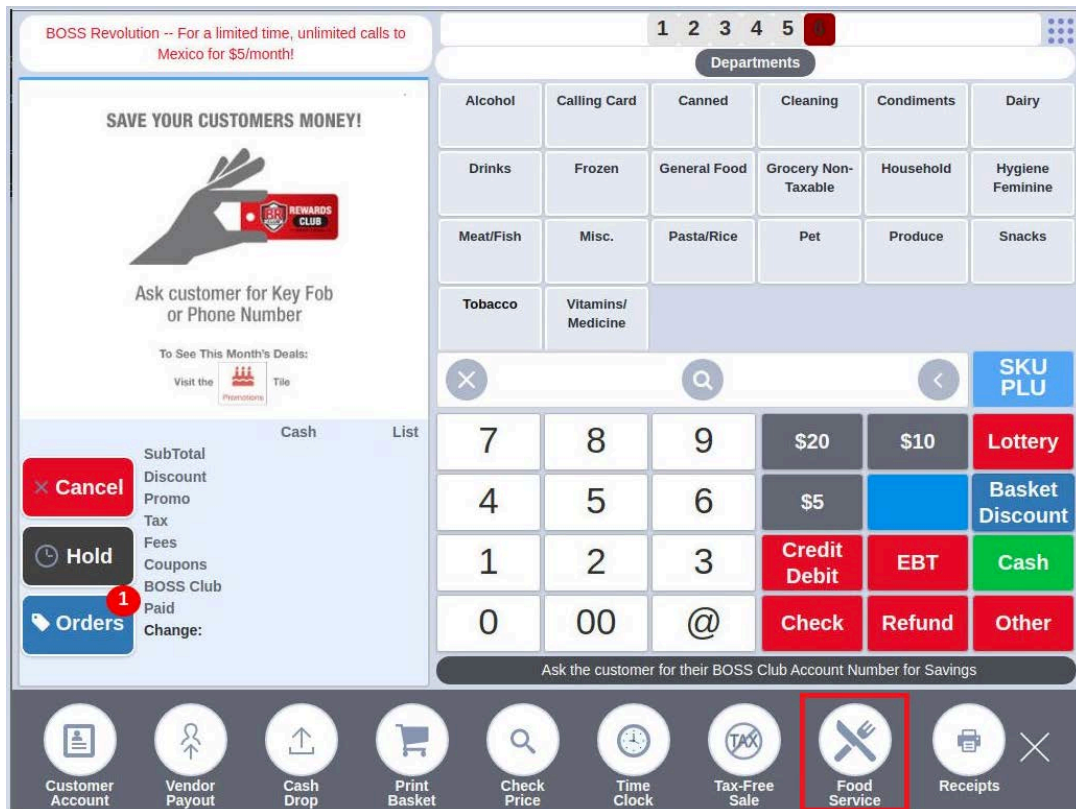 BOSS Revolution -- For a limited time, unlimited calls to
Mexico for $5/month!
1 2 3 4 5 6
Departments
SAVE YOUR CUSTOMERS MONEY!
BR
REWARDS
CLUB
Ask customer for Key Fob
or Phone Number
To See This Month's Deals:
Visit the
Promotions
Tile
Alcohol
Calling Card
Canned
Cleaning
Condiments
Dairy
Drinks
Frozen
General Food
Grocery Non-
Taxable
Household
Hygiene
Feminine
Meat/Fish
Misc.
Pasta/Rice
Pet
Produce
Snacks
Tobacco
Vitamins/
Medicine
SKU
PLU
Cash
List
SubTotal
Discount
Promo
Tax
Fees
Coupons
BOSS Club
Paid
Change:
Cancel
Hold
Orders
1
7
8
9
$20
$10
Lottery
4
5
6
$5
Basket
Discount
1
2
3
Credit
Debit
EBT
Cash
0
00
@
Check
Refund
Other
Ask the customer for their BOSS Club Account Number for Savings
Customer
Account
Vendor
Payout
Cash
Drop
Print
Basket
Check
Price
Time
Clock
TAX
Tax-Free
Sale
Food
Service
Receipts